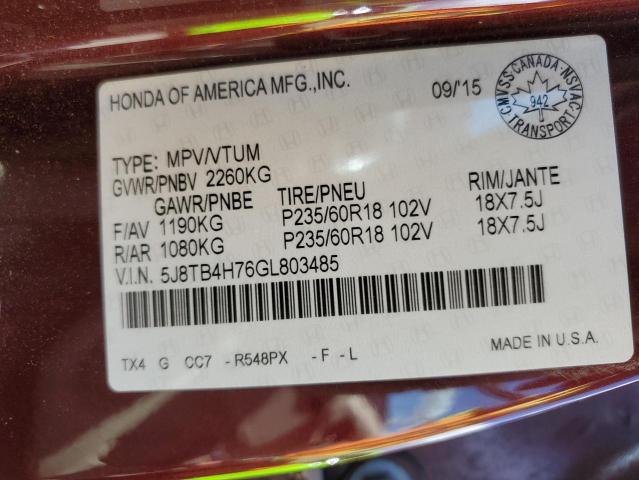 HONDA OF AMERICA MFG.,INC. 09/'15
CMVSS CANADA·NSVAC
942
TRANSPORT
TYPE: MPV/VTUM
GVWR/PNBV 2260KG
GAWR/PNBE TIRE/PNEU RIM/JANTE
F/AV 1190KG P235/60R18 102V 18X7.5J
R/AR 1080KG P235/60R18 102V 18X7.5J
V.I.N. 5J8TB4H76GL803485
TX4 G CC7 - R548PX - F - L MADE IN U.S.A.